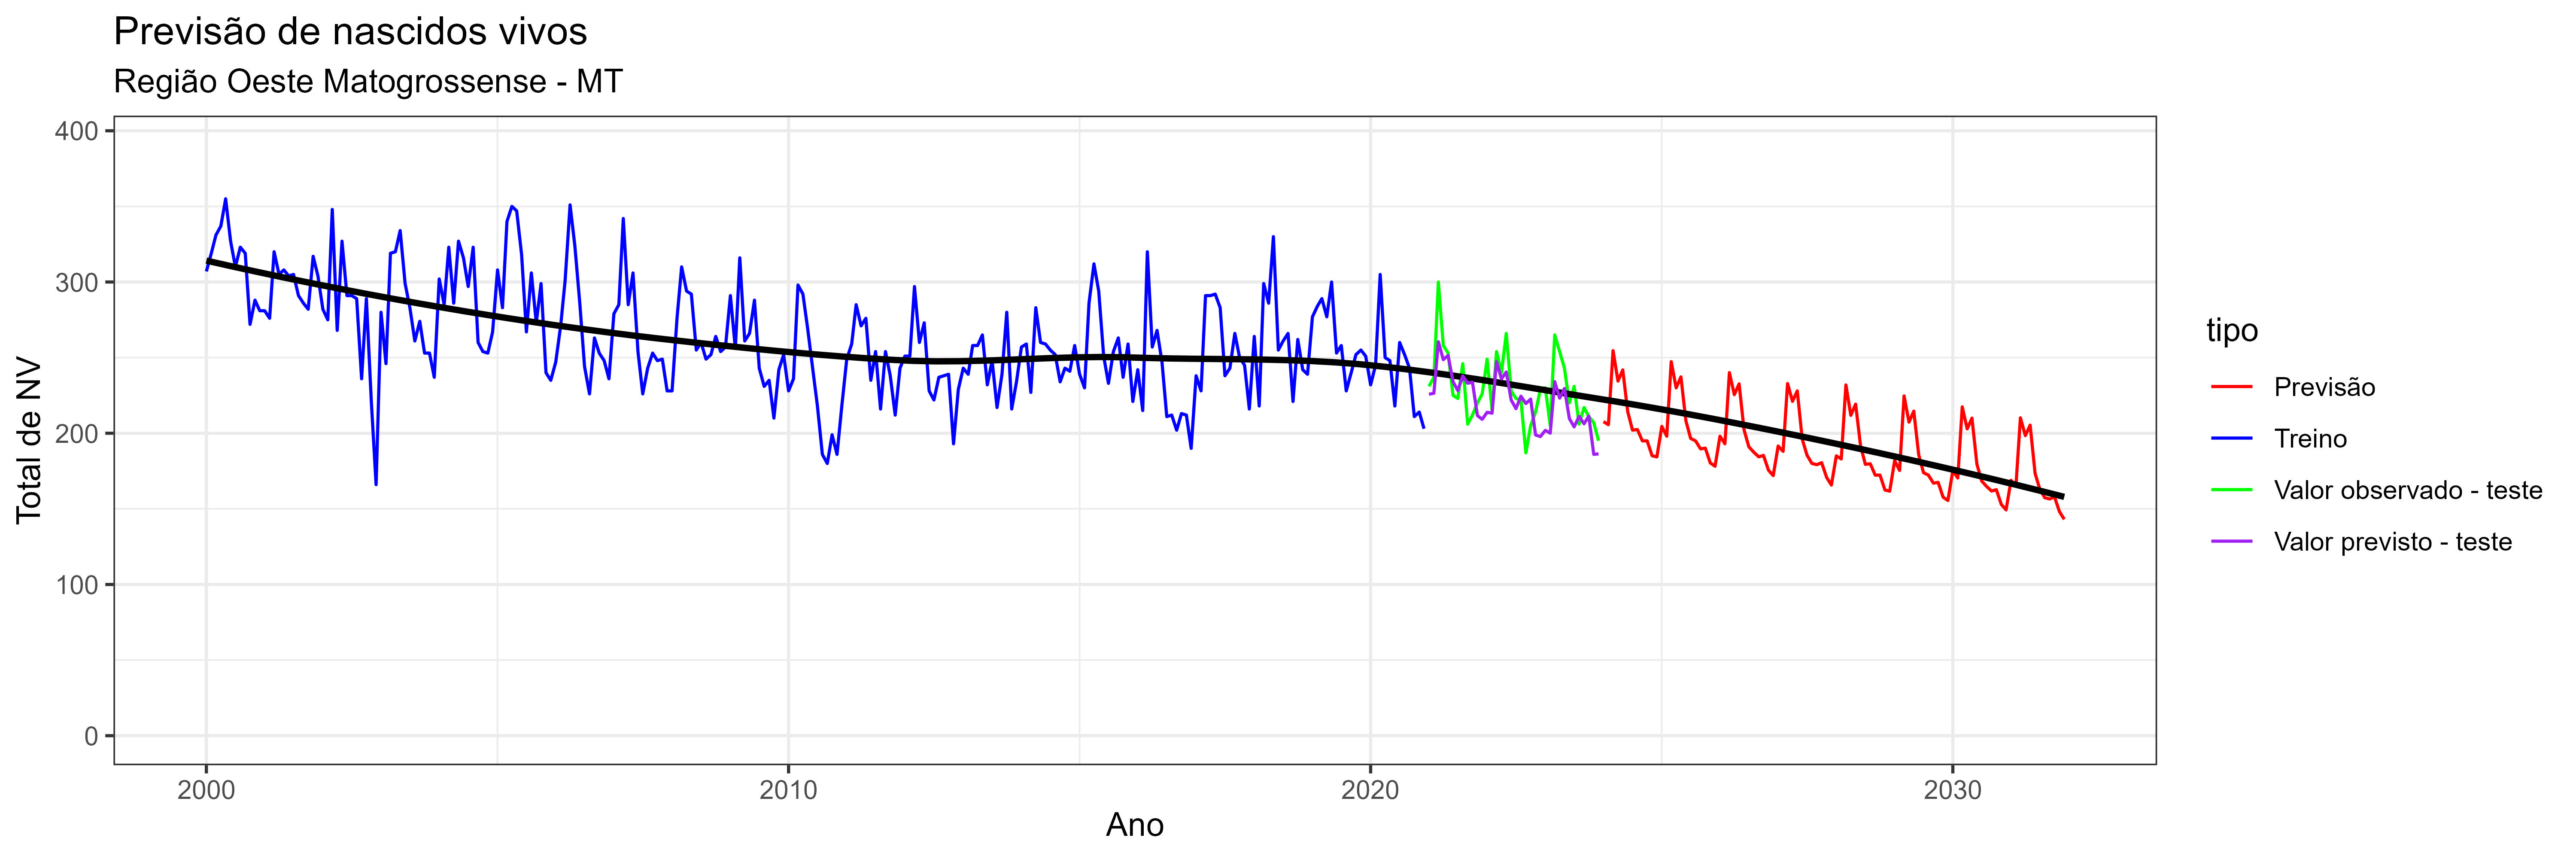 Previsão de nascidos vivos
Região Oeste Matogrossense - MT
Total de NV
400
300
200
100
0
2000
2010
2020
2030
Ano
tipo
Previsão
Treino
Valor observado - teste
Valor previsto - teste